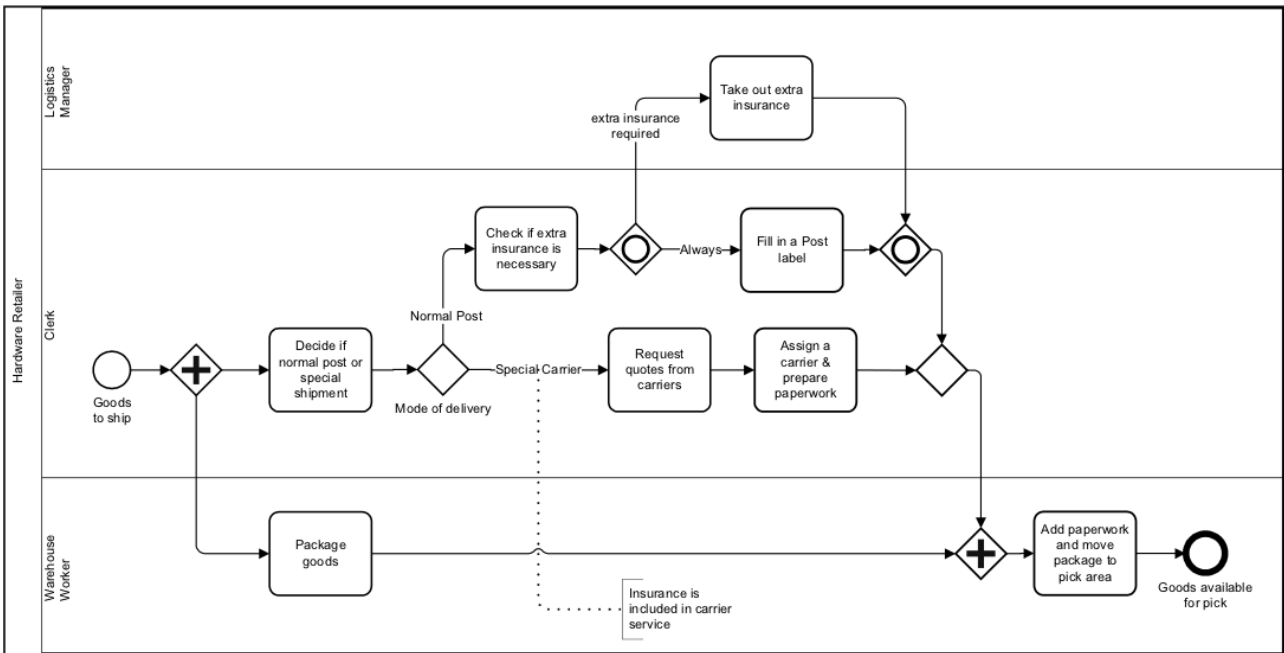 Hardware Retailer
Logistics
Manager
Take out extra
insurance
extra insurance
required
Clerk
Check if extra
insurance is
necessary
Always
Fill in a Post
label
Normal Post
Goods
to ship
Decide if
normal post or
special
shipment
Mode of delivery
Special Carrier
Request
quotes from
carriers
Assign a
carrier &
prepare
paperwork
Warehouse
Worker
Package
goods
Insurance is
included in carrier
service
Add paperwork
and move
package to
pick area
Goods available
for pick